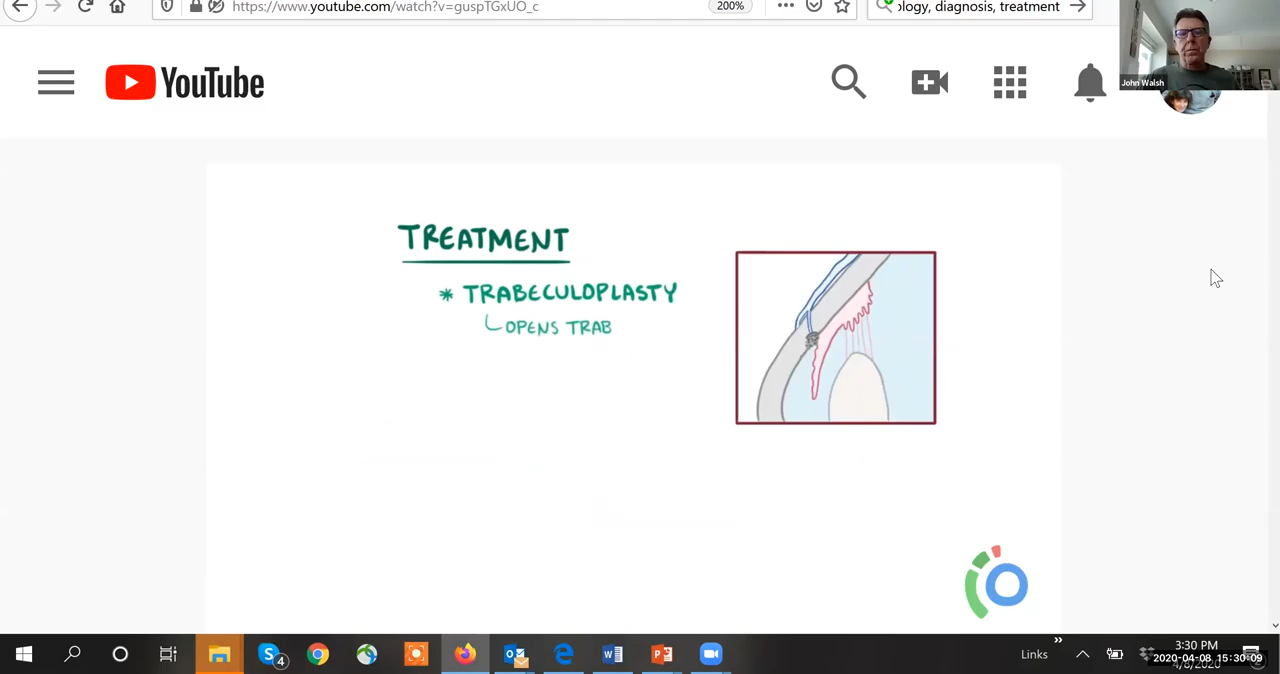 https://www.youtube.com/watch?v=guspTGxUO_c
200%
ology, diagnosis, treatment
John Walsh
YouTube
TREATMENT
* TRABECULOPLASTY
OPENS TRAB
4
Links
3:30 PM
2020-04-08 15:30:09